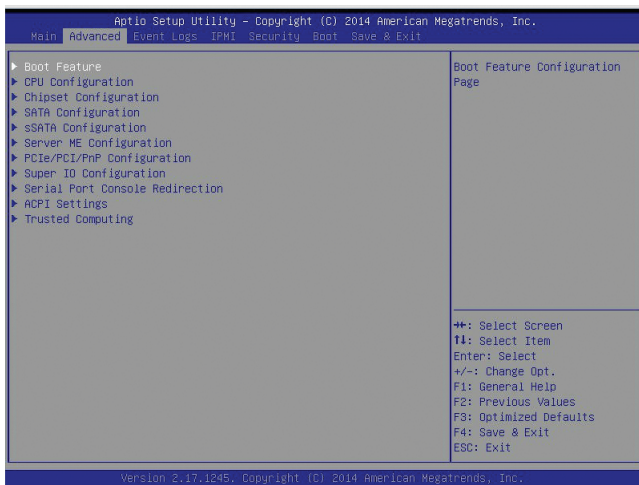 Aptio Setup Utility – Copyright (C) 2014 American Megatrends, Inc.
Main Advanced Event Logs IPMI Security Boot Save & Exit
▶ Boot Feature
▶ CPU Configuration
▶ Chipset Configuration
▶ SATA Configuration
▶ sSATA Configuration
▶ Server ME Configuration
▶ PCIe/PCI/PnP Configuration
▶ Super IO Configuration
▶ Serial Port Console Redirection
▶ ACPI Settings
▶ Trusted Computing
Boot Feature Configuration
Page
→←: Select Screen
↑↓: Select Item
Enter: Select
+/-: Change Opt.
F1: General Help
F2: Previous Values
F3: Optimized Defaults
F4: Save & Exit
ESC: Exit
Version 2.17.1245. Copyright (C) 2014 American Megatrends, Inc.